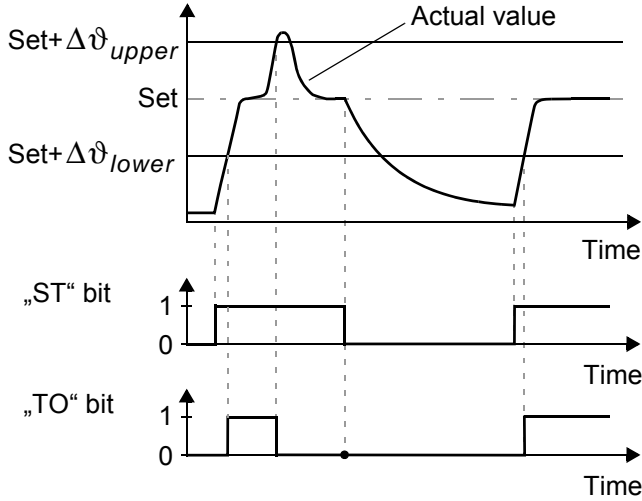 Actual value
Set+Δϑupper
Set
Set+Δϑlower
Time
„ST“ bit
1
0
Time
„TO“ bit
1
0
Time